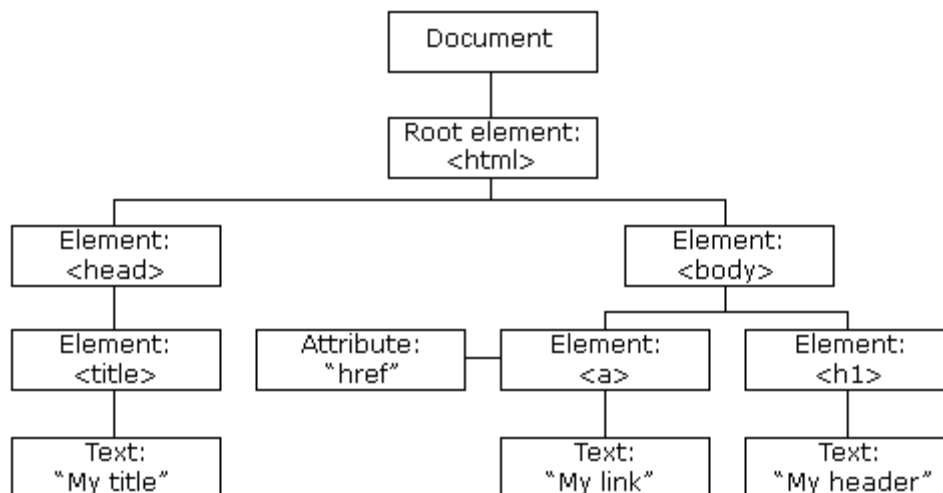 Document
Root element:
<html>
Element:
<head>
Element:
<body>
Element:
<title>
Attribute:
“href”
Element:
<a>
Element:
<h1>
Text:
“My title”
Text:
“My link”
Text:
“My header”